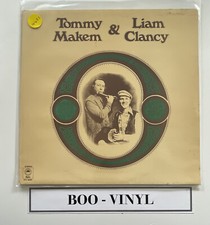 Tommy Makem & Liam Clancy
BOO - VINYL